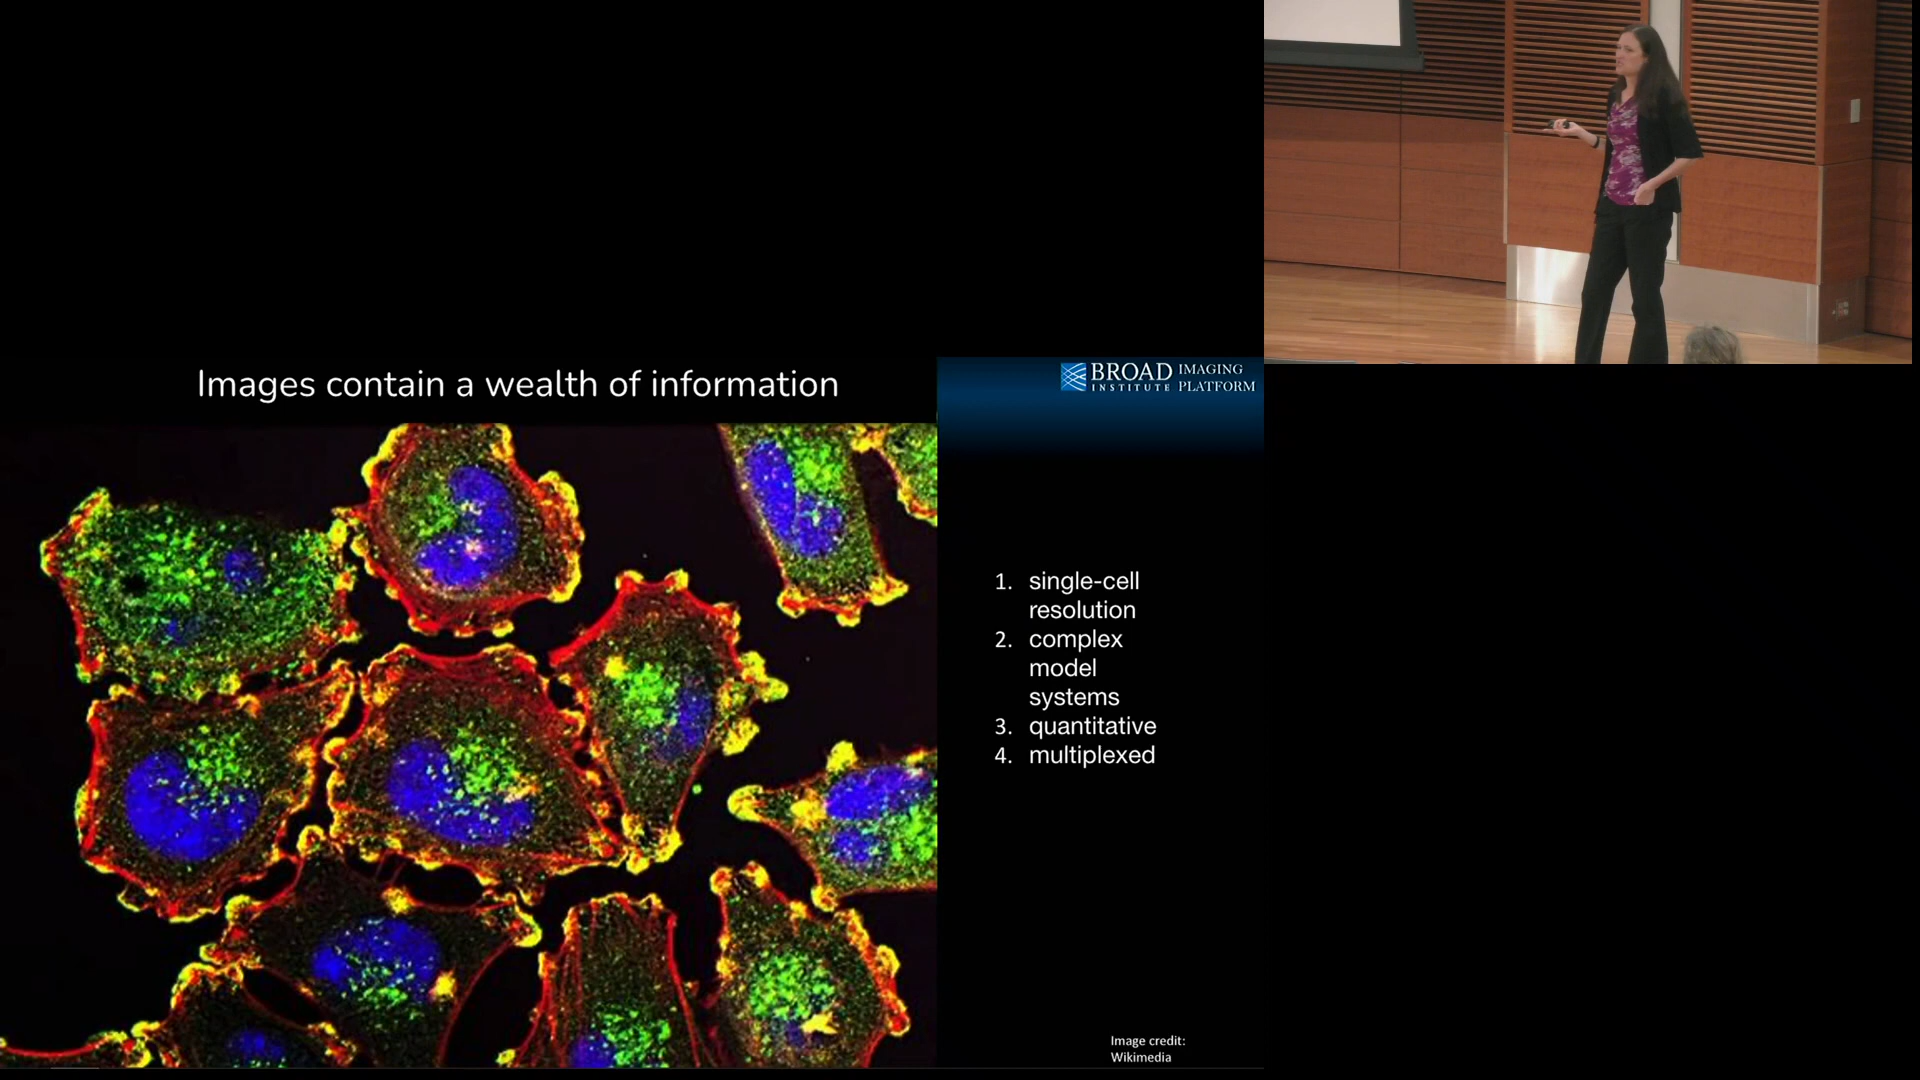 Images contain a wealth of information
BROAD IMAGING
INSTITUTE PLATFORM
1. single-cell
resolution
2. complex
model
systems
3. quantitative
4. multiplexed
Image credit:
Wikimedia